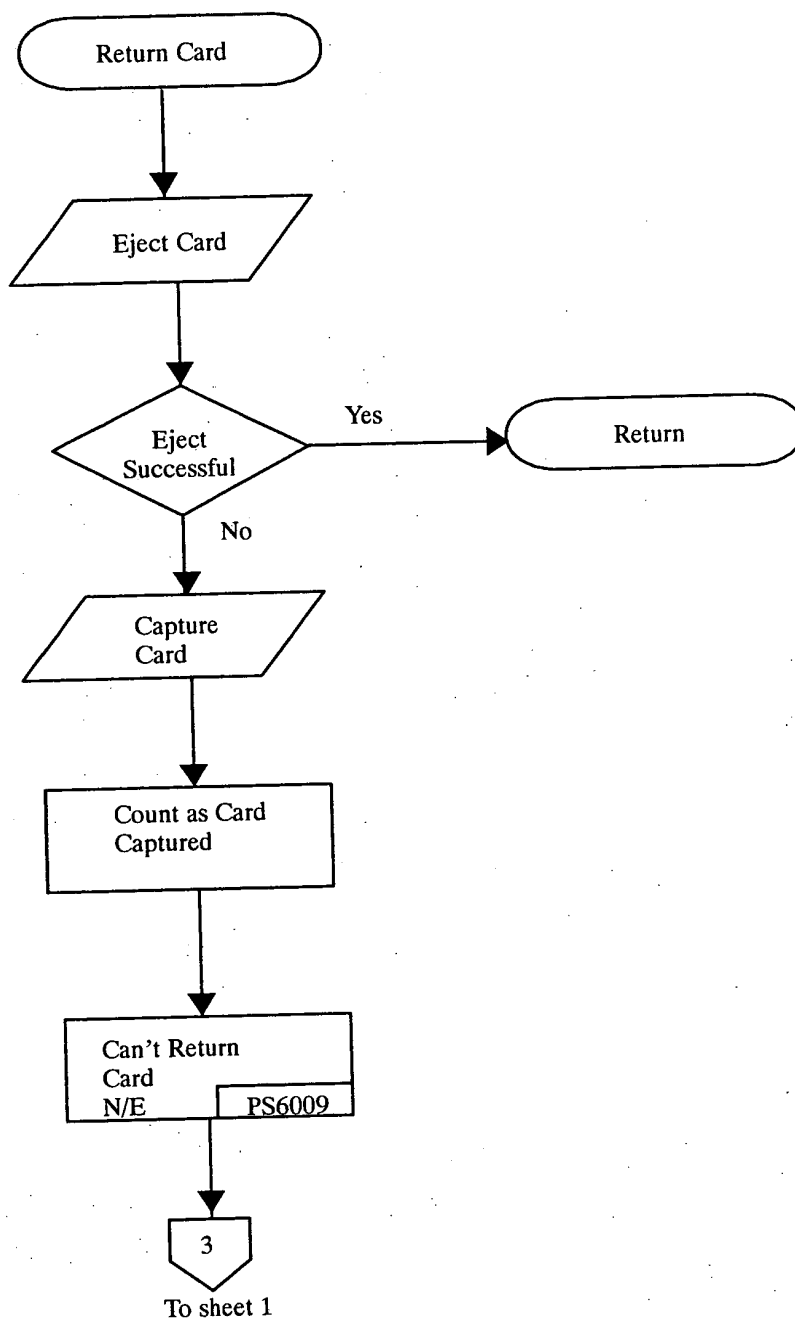 Return Card
Eject Card
Eject
Successful
Yes
Return
No
Capture
Card
Count as Card
Captured
Can't Return
Card
N/E
PS6009
3
To sheet 1